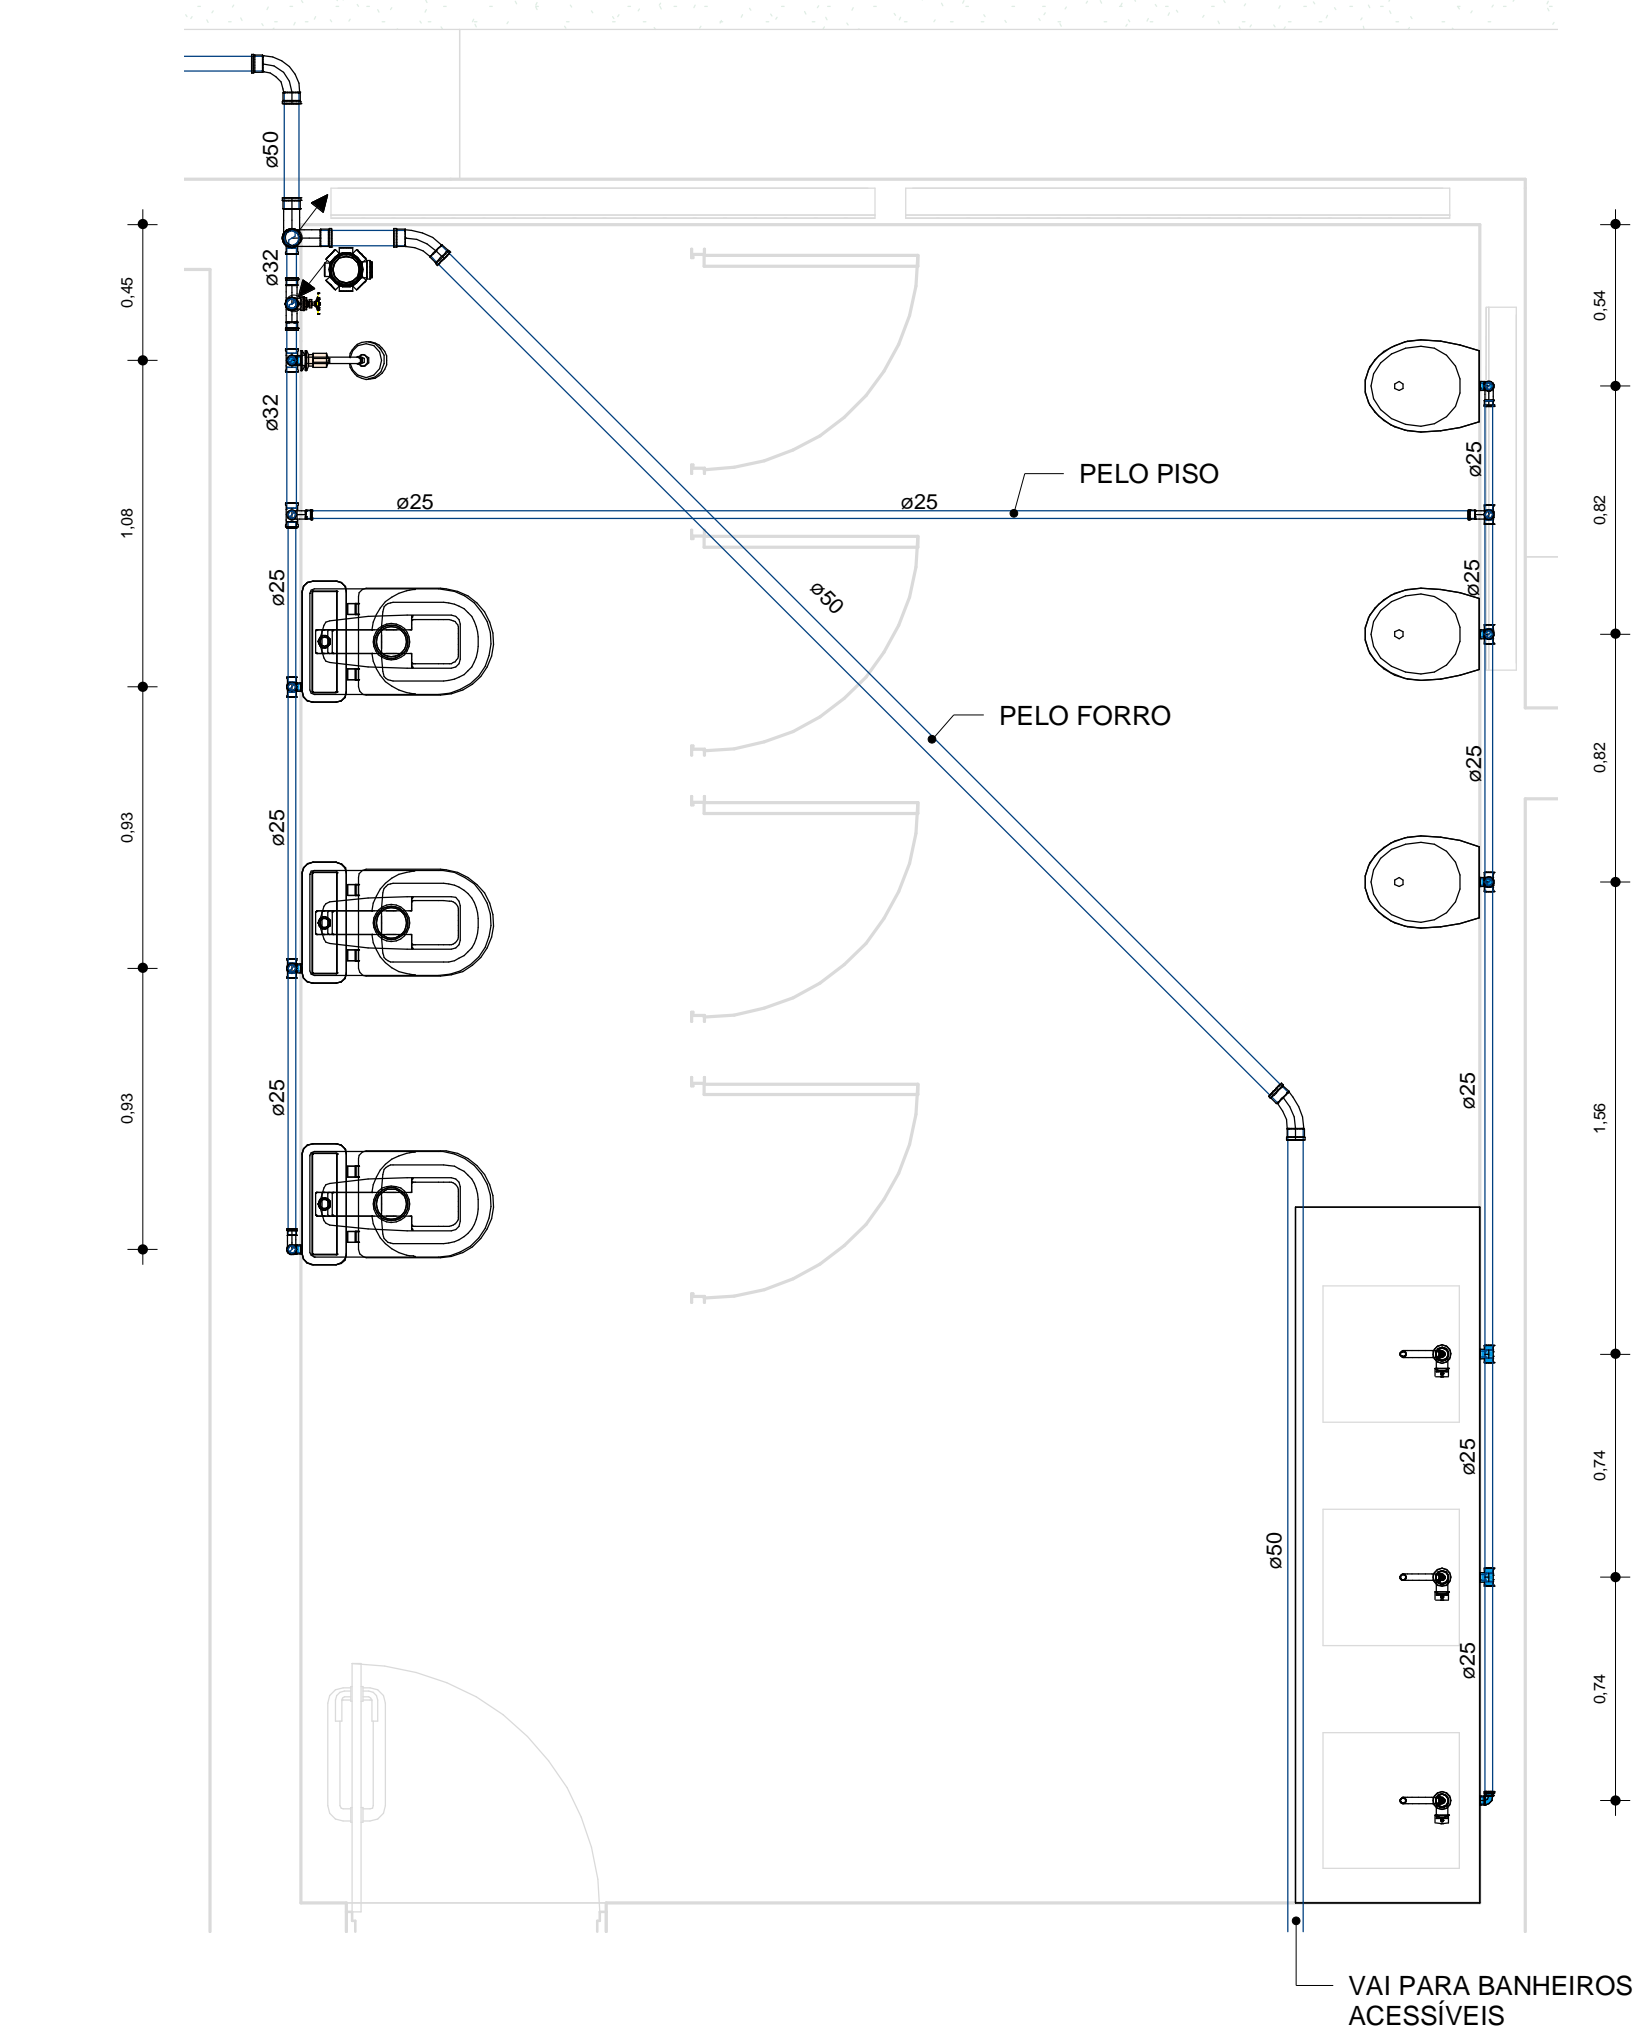 ø50
ø32
0,45
0,54
ø32
ø25
PELO PISO
ø25
ø25
1,08
0,82
ø25
ø25
ø50
PELO FORRO
0,82
ø25
0,93
ø25
0,93
ø25
ø25
1,56
ø25
0,74
ø50
ø25
0,74
VAI PARA BANHEIROS
ACESSÍVEIS